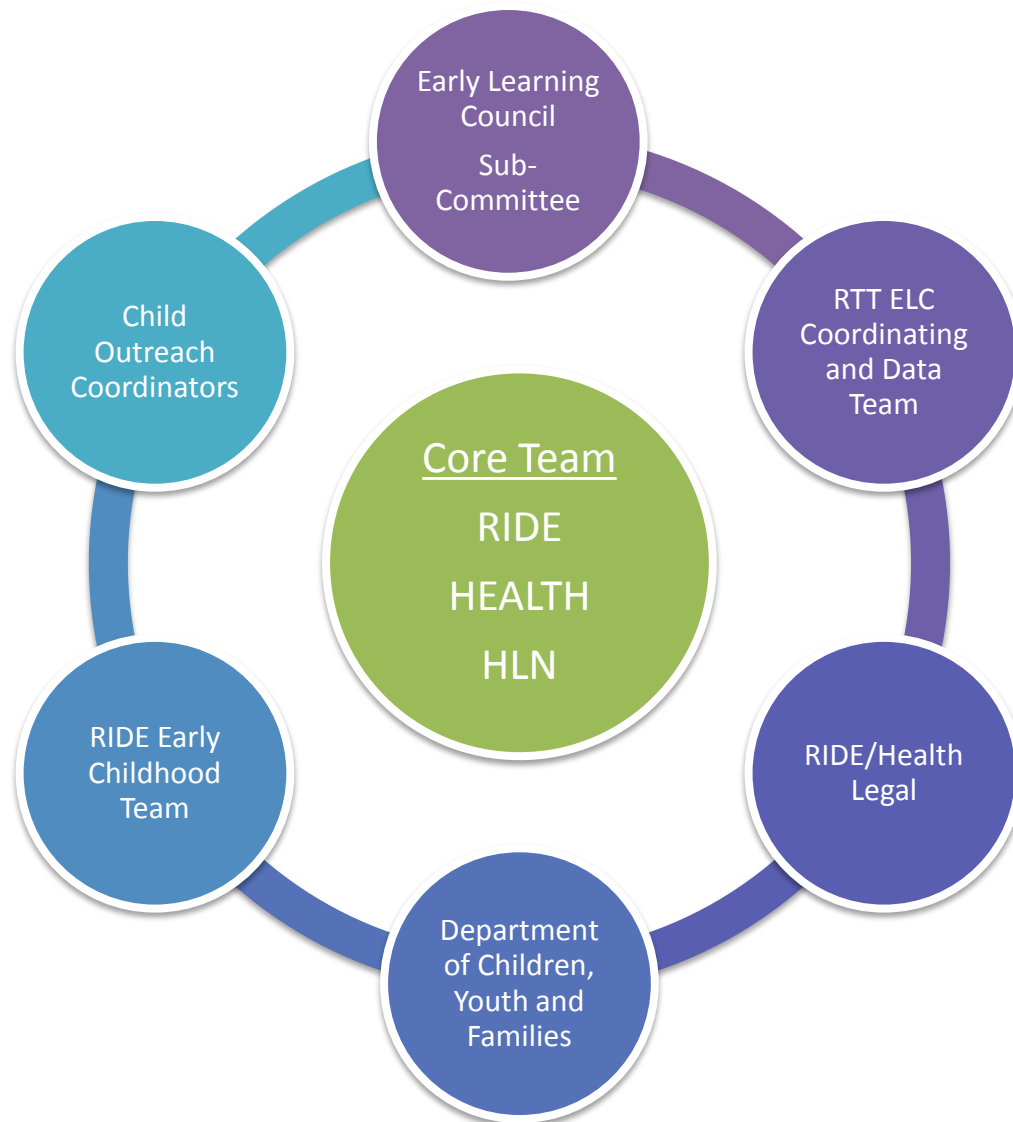 Early Learning
Council
Sub-
Committee
RTT ELC
Coordinating
and Data
Team
RIDE/Health
Legal
Department
of Children,
Youth and
Families
RIDE Early
Childhood
Team
Child
Outreach
Coordinators
Core Team
RIDE
HEALTH
HLN